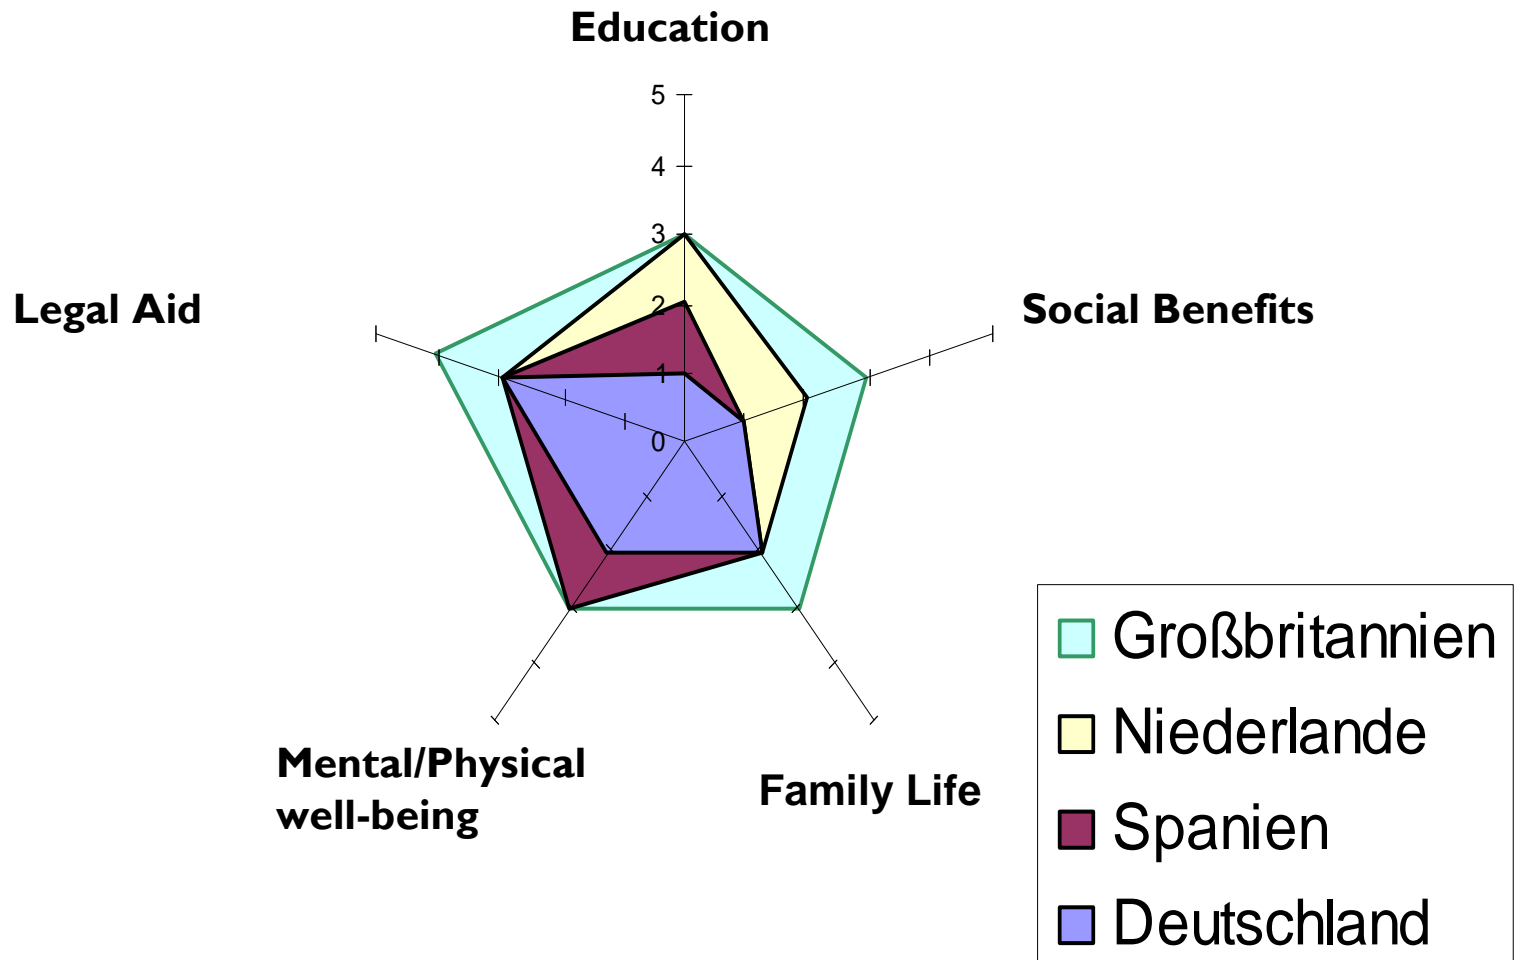 Education
5
4
3
2
1
0
Legal Aid
Social Benefits
Mental/Physical
well-being
Family Life
Großbritannien
Niederlande
Spanien
Deutschland